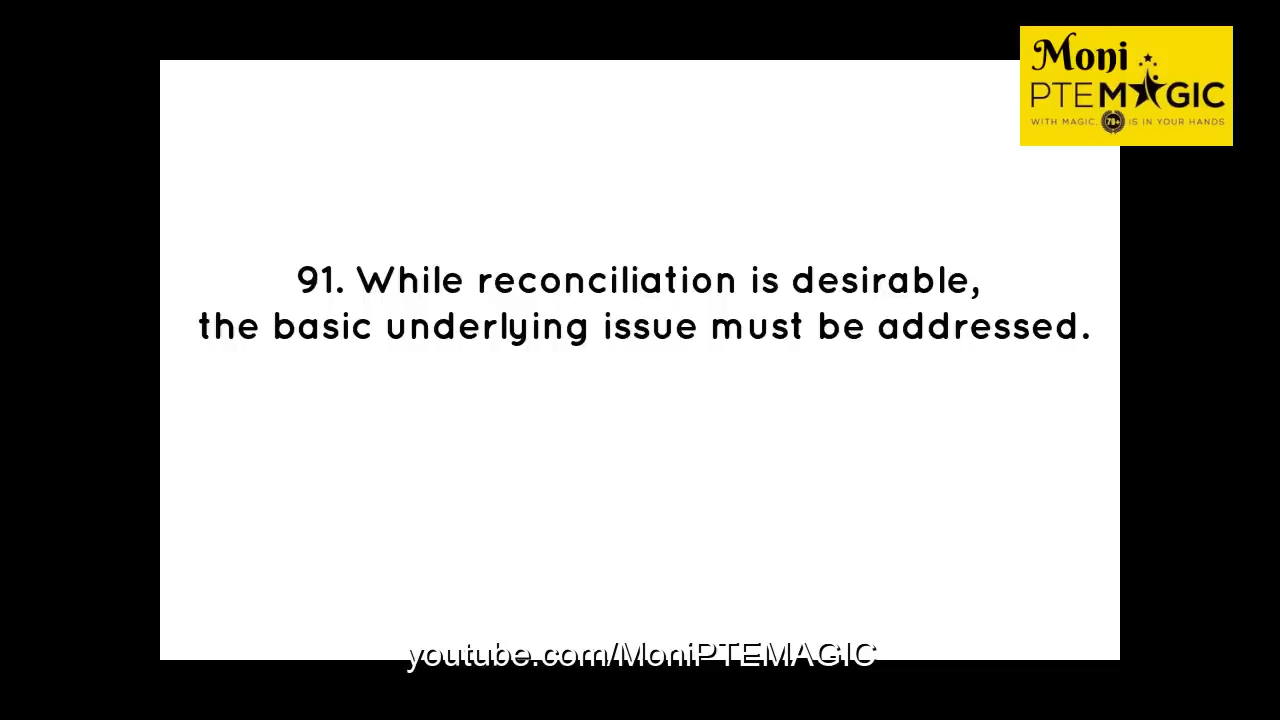 Moni
PTEMAGIC
WITH MAGIC, 79+ IS IN YOUR HANDS
91. While reconciliation is desirable,
the basic underlying issue must be addressed.
youtube.com/MoniPTEMAGIC